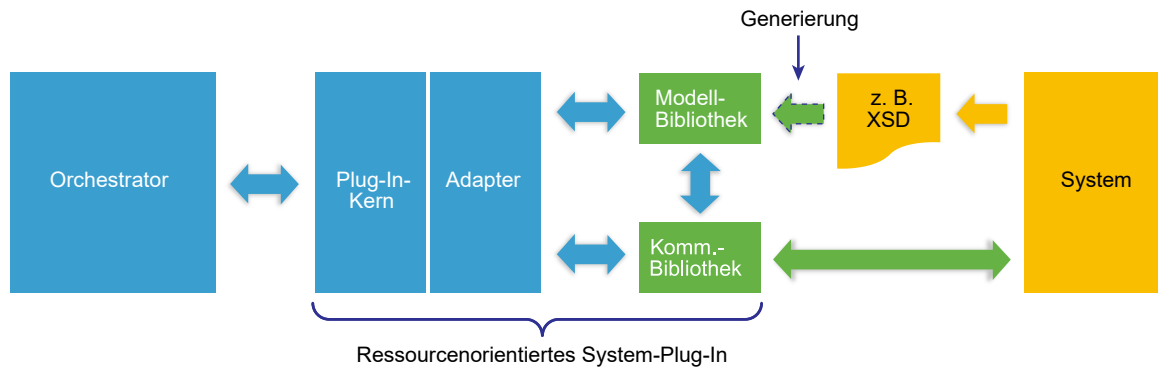 Generierung
Orchestrator
Plug-In-
Kern
Adapter
Modell-
Bibliothek
z. B.
XSD
System
Komm.-
Bibliothek
Ressourcenorientiertes System-Plug-In